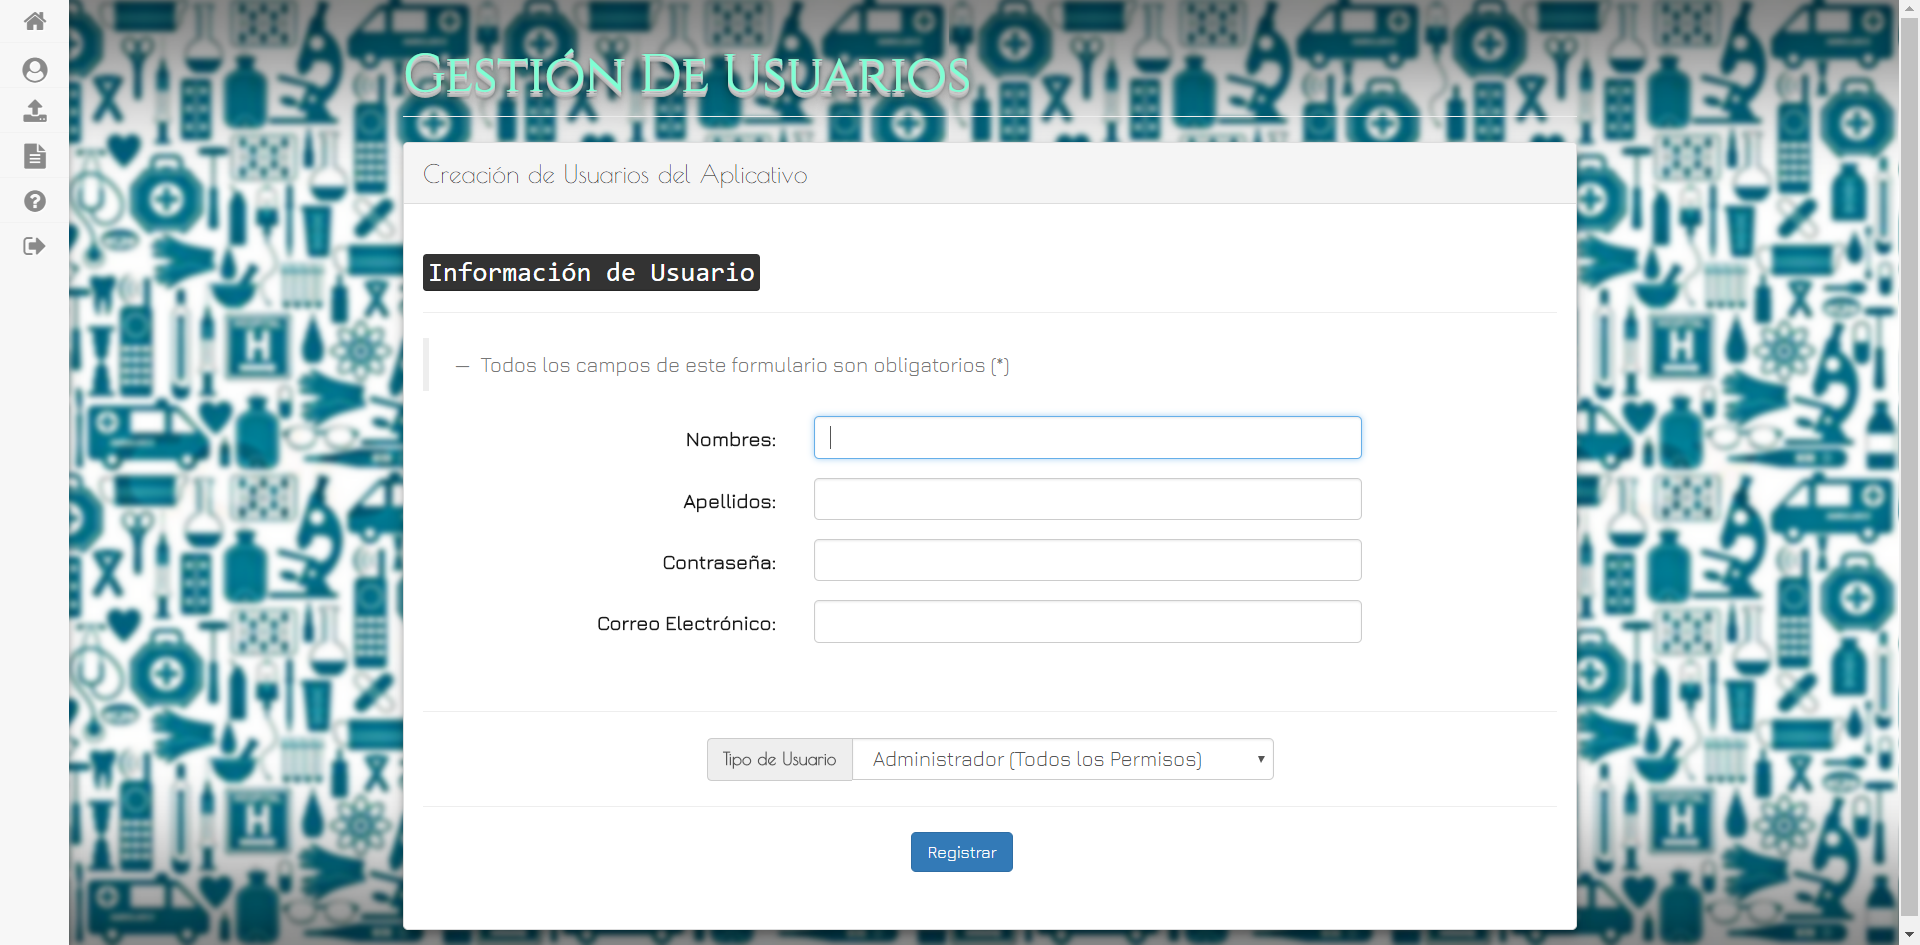 Gestión De Usuarios
Creación de Usuarios del Aplicativo
Información de Usuario
— Todos los campos de este formulario son obligatorios (*)
Nombres:
Apellidos:
Contraseña:
Correo Electrónico:
Tipo de Usuario Administrador (Todos los Permisos)
Registrar